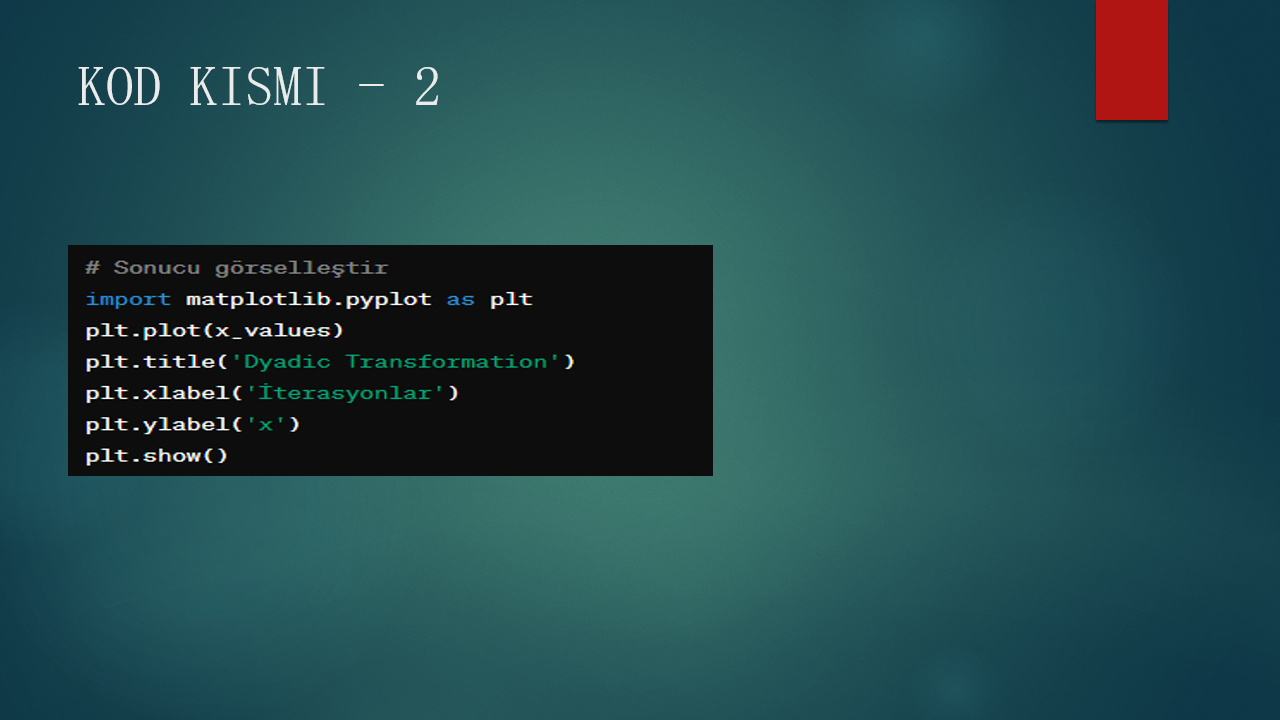 KOD KISMI - 2
# Sonucu görselleştir
import matplotlib.pyplot as plt
plt.plot(x_values)
plt.title('Dyadic Transformation')
plt.xlabel('İterasyonlar')
plt.ylabel('x')
plt.show()